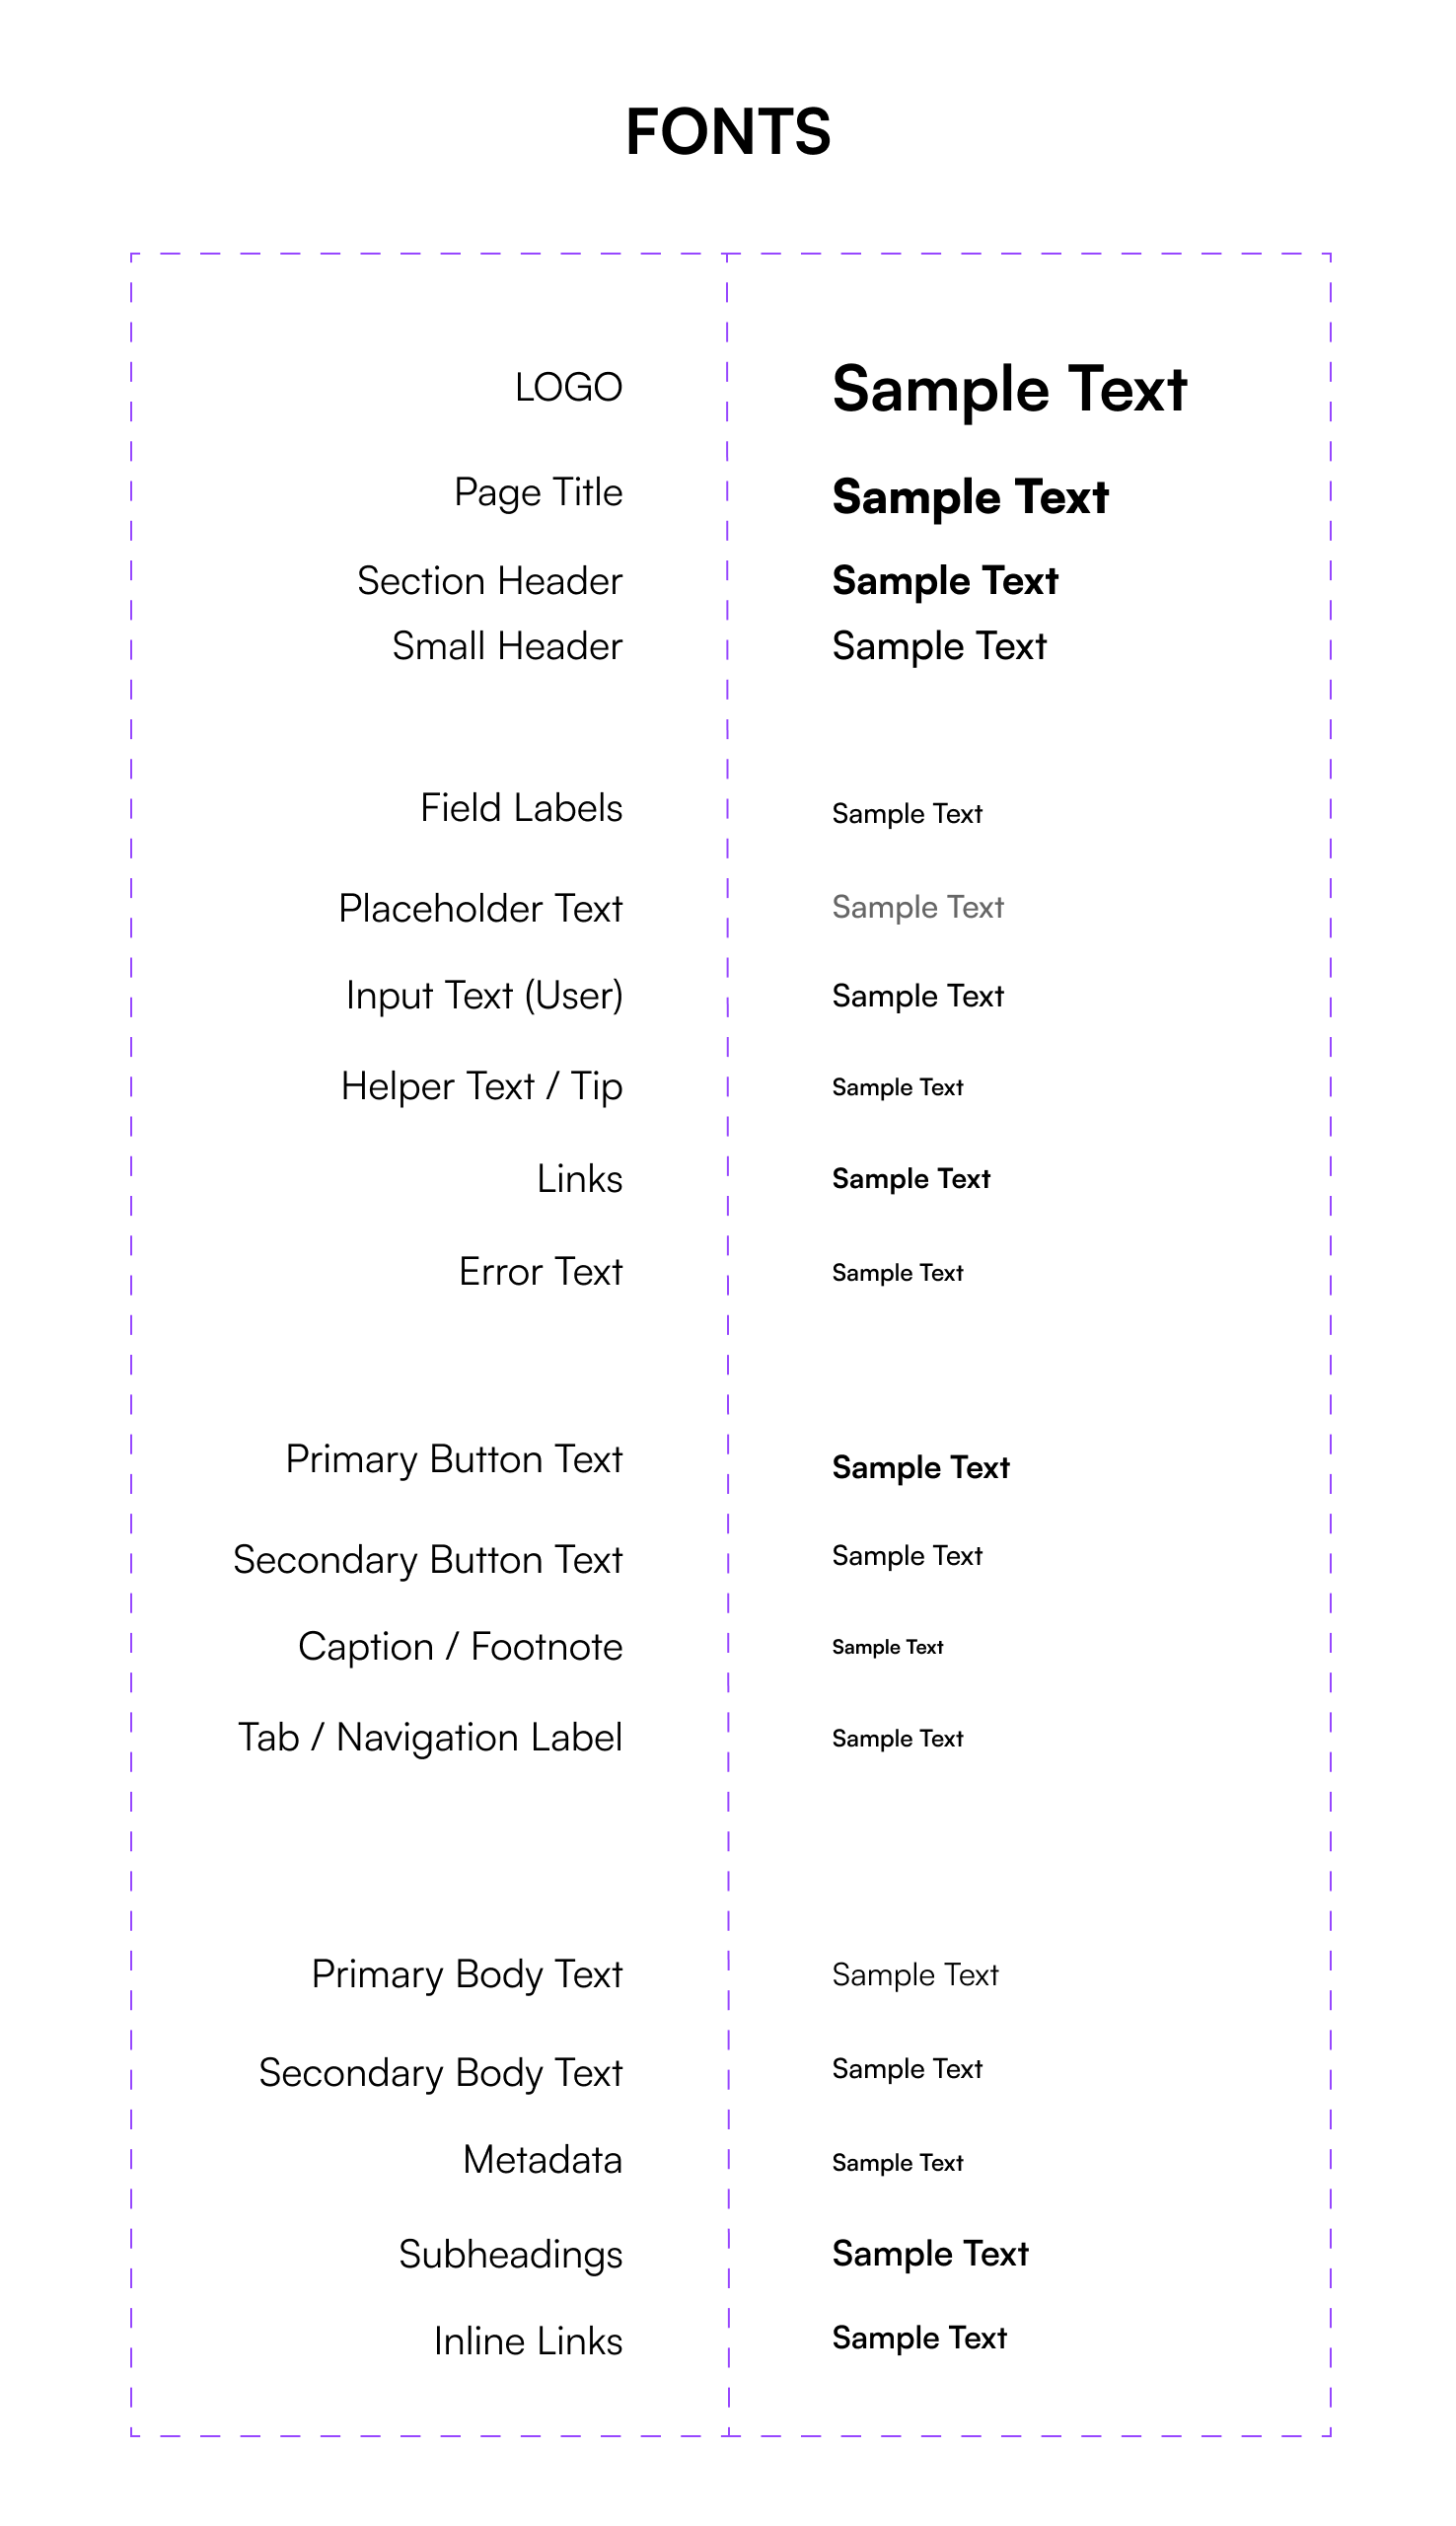 FONTS
LOGO Sample Text
Page Title Sample Text
Section Header Sample Text
Small Header Sample Text
Field Labels Sample Text
Placeholder Text Sample Text
Input Text (User) Sample Text
Helper Text / Tip Sample Text
Links Sample Text
Error Text Sample Text
Primary Button Text Sample Text
Secondary Button Text Sample Text
Caption / Footnote Sample Text
Tab / Navigation Label Sample Text
Primary Body Text Sample Text
Secondary Body Text Sample Text
Metadata Sample Text
Subheadings Sample Text
Inline Links Sample Text